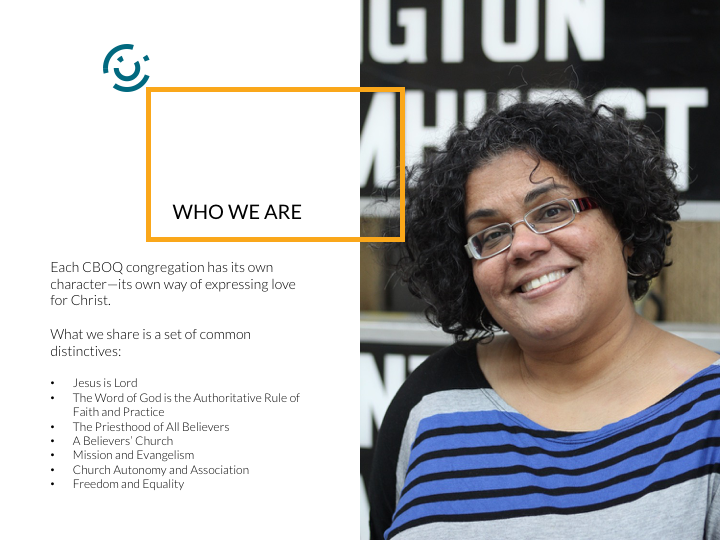 NGTON
MHURST
WHO WE ARE
Each CBOQ congregation has its own
character—its own way of expressing love
for Christ.
What we share is a set of common
distinctives:
• Jesus is Lord
• The Word of God is the Authoritative Rule of
Faith and Practice
• The Priesthood of All Believers
• A Believers' Church
• Mission and Evangelism
• Church Autonomy and Association
• Freedom and Equality